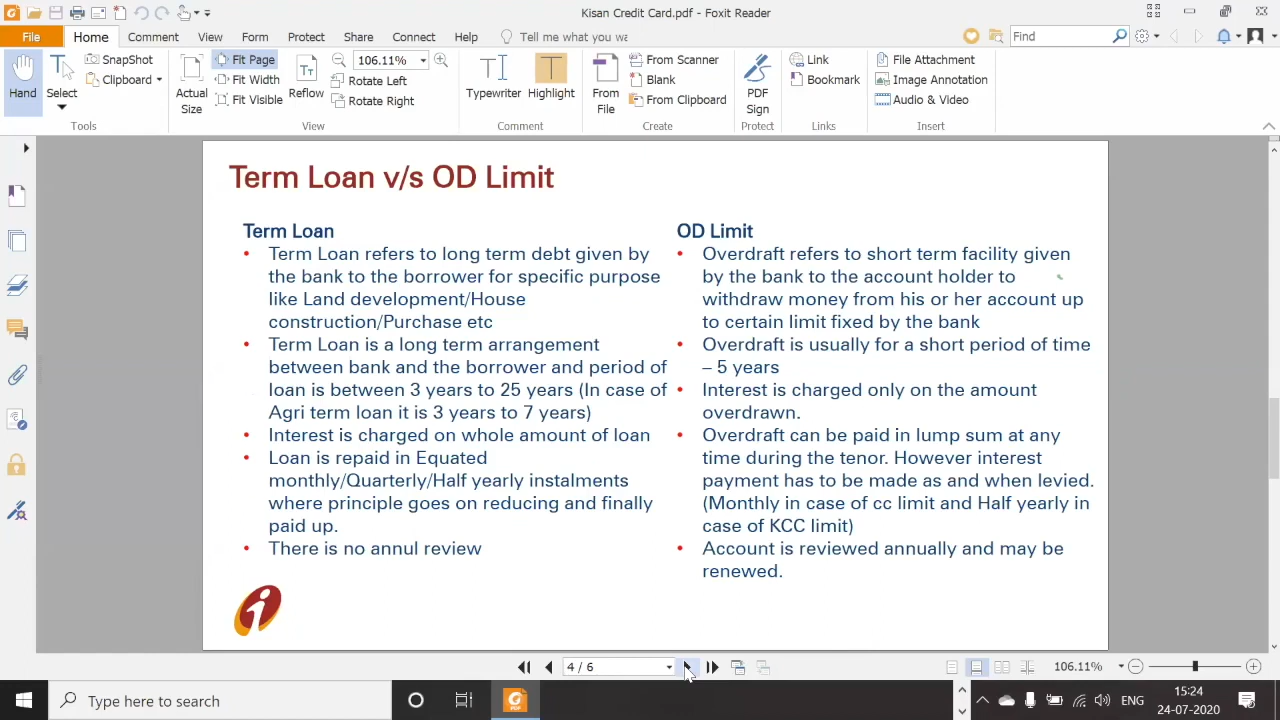 Kisan Credit Card.pdf - Foxit Reader
File Home Comment View Form Protect Share Connect Help Tell me what you wa Find
Hand
Select
SnapShot
Clipboard
Tools
Actual Size
Fit Page
Fit Width
Fit Visible
Reflow
106.11%
Rotate Left
Rotate Right
View
Typewriter
Highlight
Comment
From File
From Scanner
Blank
From Clipboard
Create
PDF Sign
Protect
Link
Bookmark
Links
File Attachment
Image Annotation
Audio & Video
Insert
Term Loan v/s OD Limit
Term Loan
• Term Loan refers to long term debt given by
the bank to the borrower for specific purpose
like Land development/House
construction/Purchase etc
• Term Loan is a long term arrangement
between bank and the borrower and period of
loan is between 3 years to 25 years (In case of
Agri term loan it is 3 years to 7 years)
• Interest is charged on whole amount of loan
• Loan is repaid in Equated
monthly/Quarterly/Half yearly instalments
where principle goes on reducing and finally
paid up.
• There is no annul review
OD Limit
• Overdraft refers to short term facility given
by the bank to the account holder to
withdraw money from his or her account up
to certain limit fixed by the bank
• Overdraft is usually for a short period of time
– 5 years
• Interest is charged only on the amount
overdrawn.
• Overdraft can be paid in lump sum at any
time during the tenor. However interest
payment has to be made as and when levied.
(Monthly in case of cc limit and Half yearly in
case of KCC limit)
• Account is reviewed annually and may be
renewed.
4 / 6
106.11%
Type here to search
ENG
15:24
24-07-2020